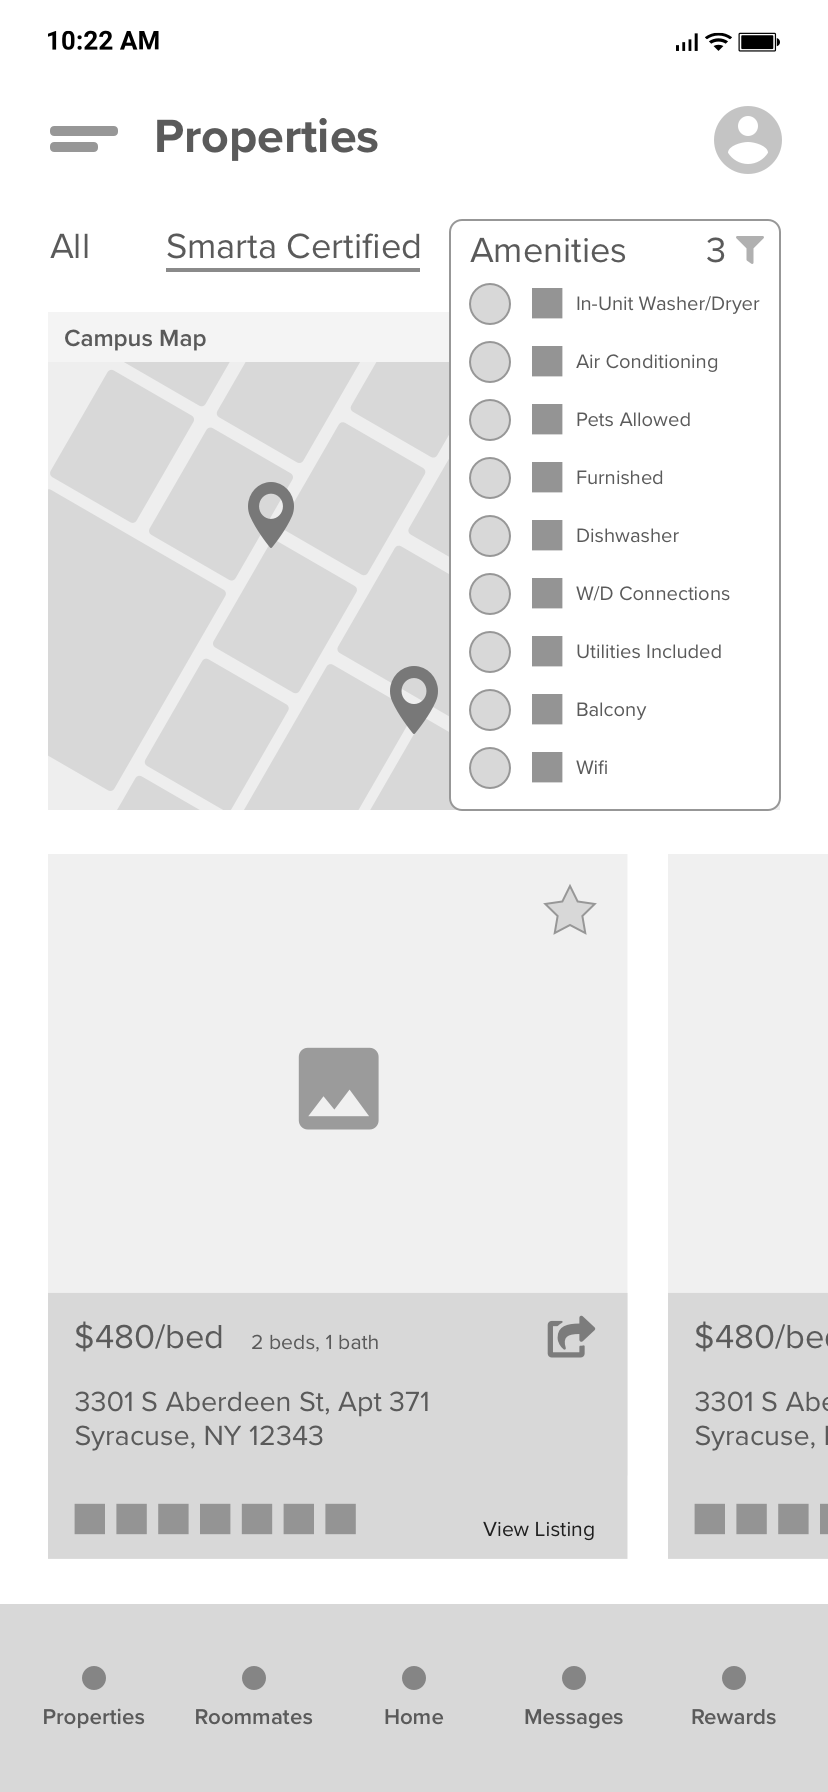 10:22 AM
Properties
All
Smarta Certified
Amenities 3
In-Unit Washer/Dryer
Air Conditioning
Pets Allowed
Furnished
Dishwasher
W/D Connections
Utilities Included
Balcony
Wifi
Campus Map
$480/bed 2 beds, 1 bath
3301 S Aberdeen St, Apt 371
Syracuse, NY 12343
View Listing
$480/be
3301 S Abe
Syracuse,
Properties
Roommates
Home
Messages
Rewards